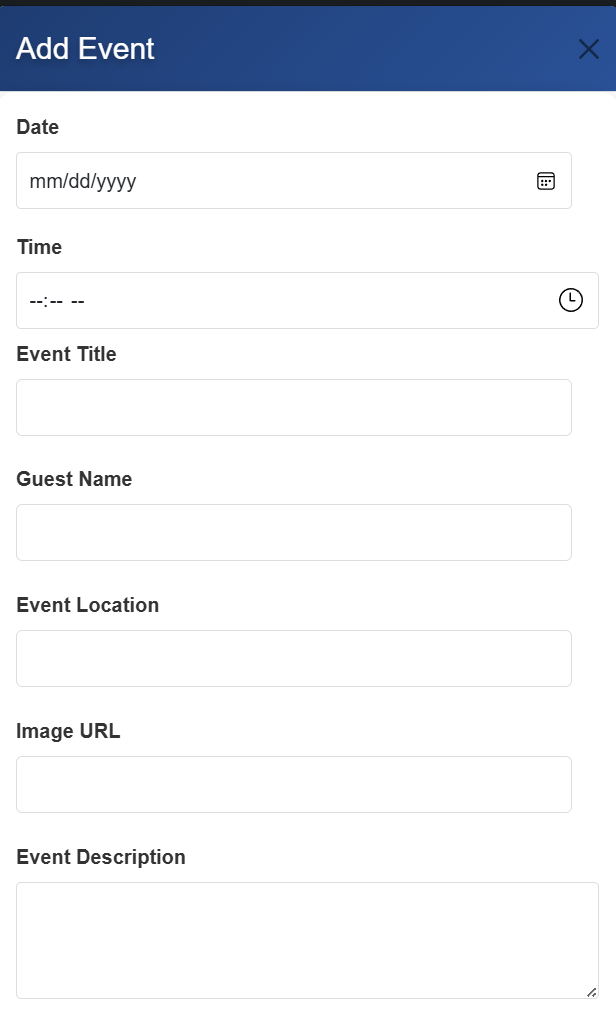 Add Event
Date
mm/dd/yyyy
Time
--:-- --
Event Title
Guest Name
Event Location
Image URL
Event Description